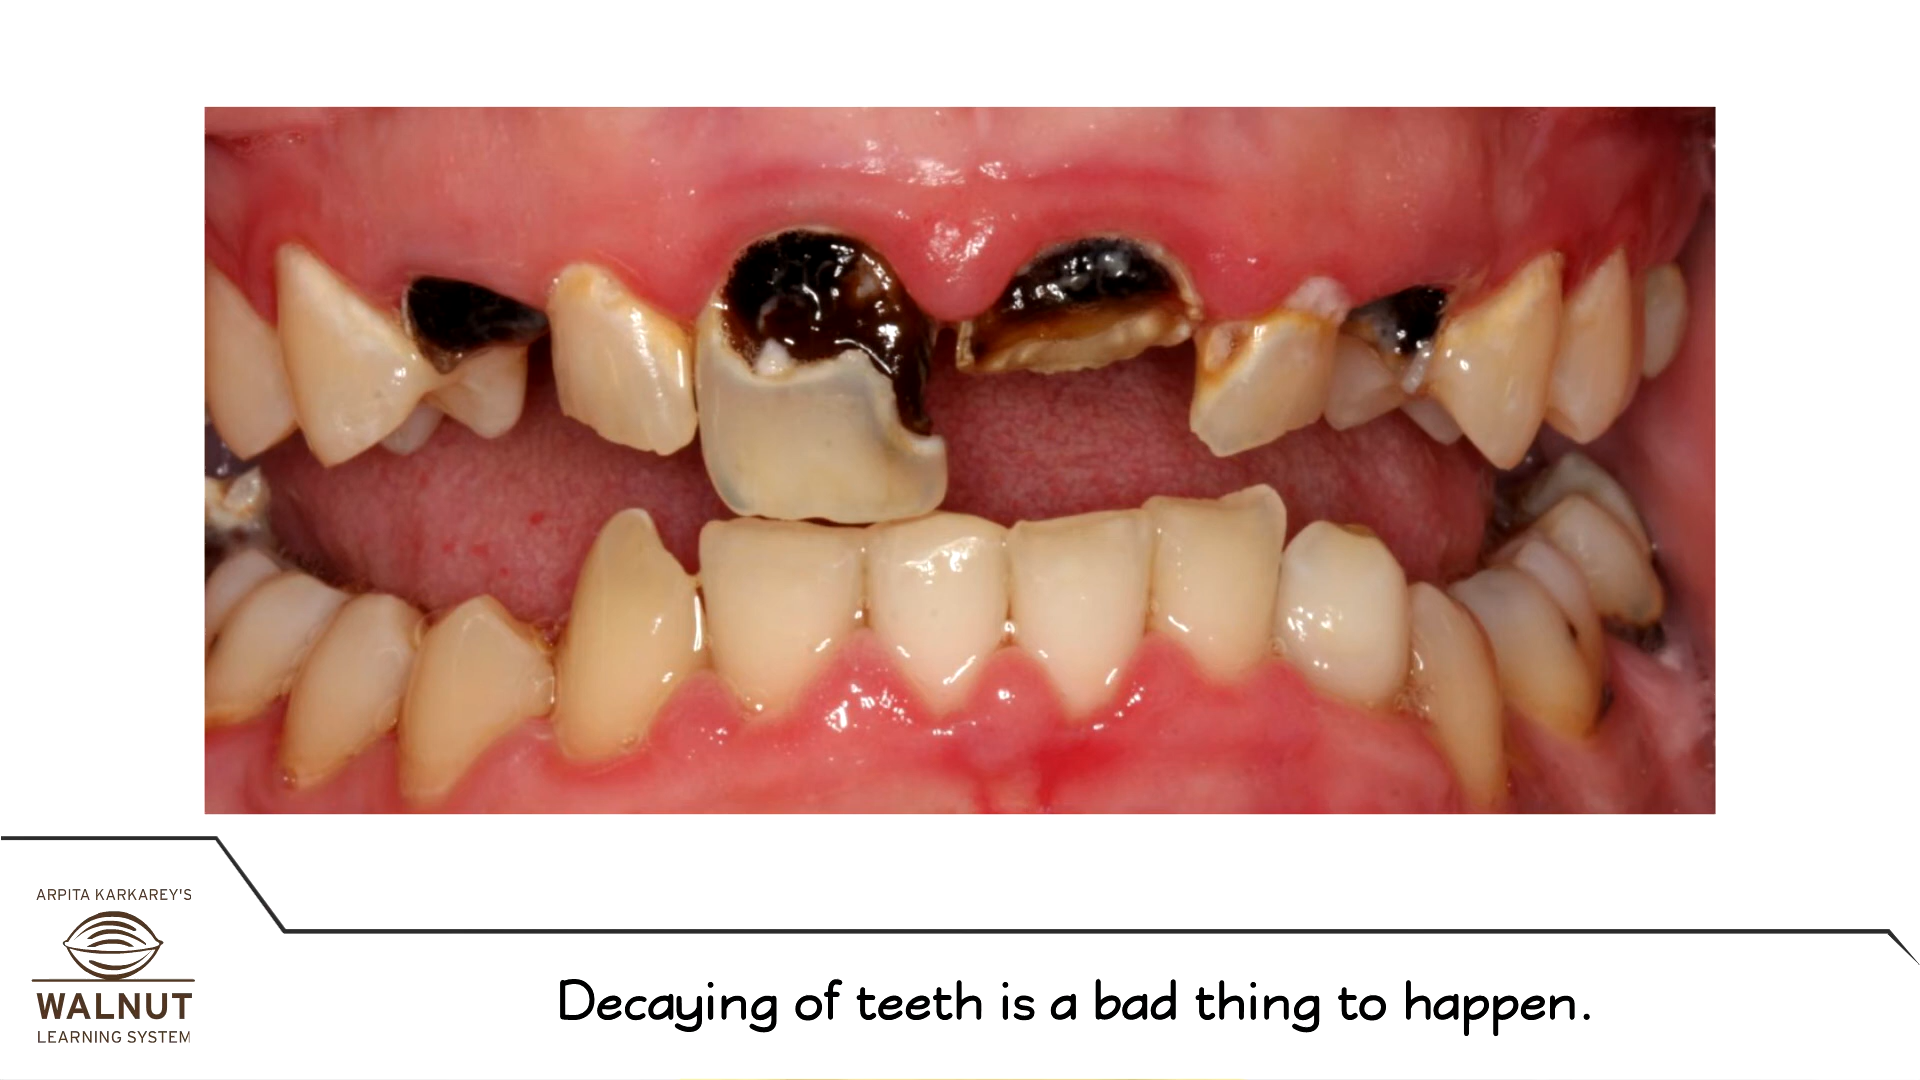 ARPITA KARKAREY'S
WALNUT
LEARNING SYSTEM
Decaying of teeth is a bad thing to happen.